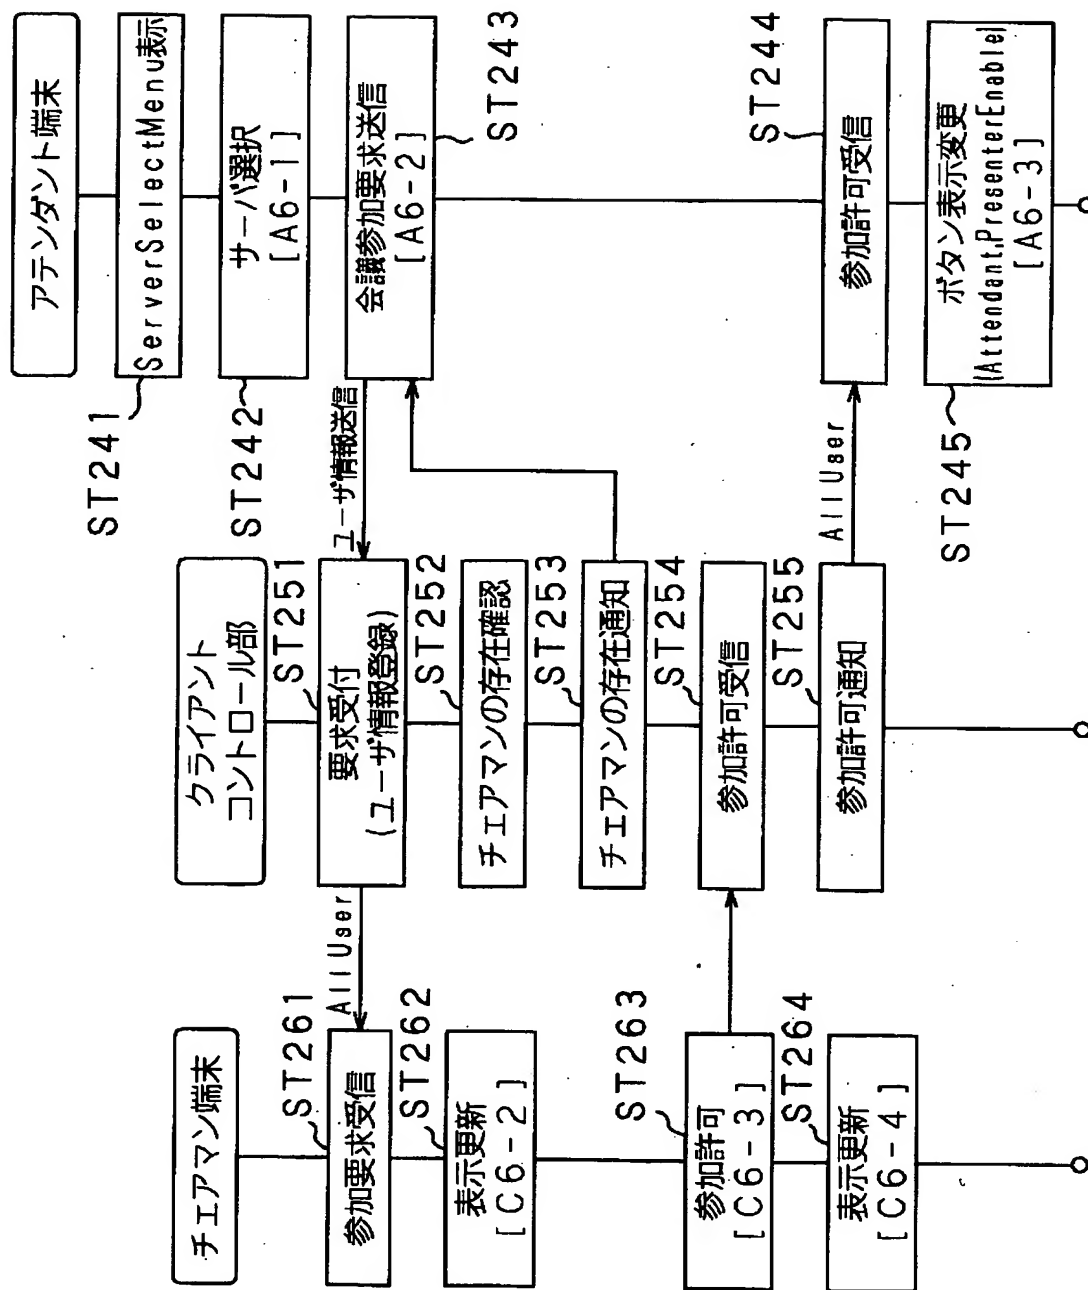 チェアマン端末
ST261
参加要求受信
ST262
表示更新
[C6-2]
ST263
参加許可
[C6-3]
ST264
表示更新
[C6-4]
AllUser
クライアント
コントロール部
ST251
要求受付
(ユーザ情報登録)
ST252
チェアマンの存在確認
ST253
チェアマンの存在通知
ST254
参加許可受信
ST255
参加許可通知
ユーザ情報送信
AllUser
アテンダント端末
ST241
ServerSelectMenu表示
ST242
サーバ選択
[A6-1]
会議参加要求送信
[A6-2]
ST243
ST244
参加許可受信
ST245
ボタン表示変更
(Attendant.PresenterEnable)
[A6-3]